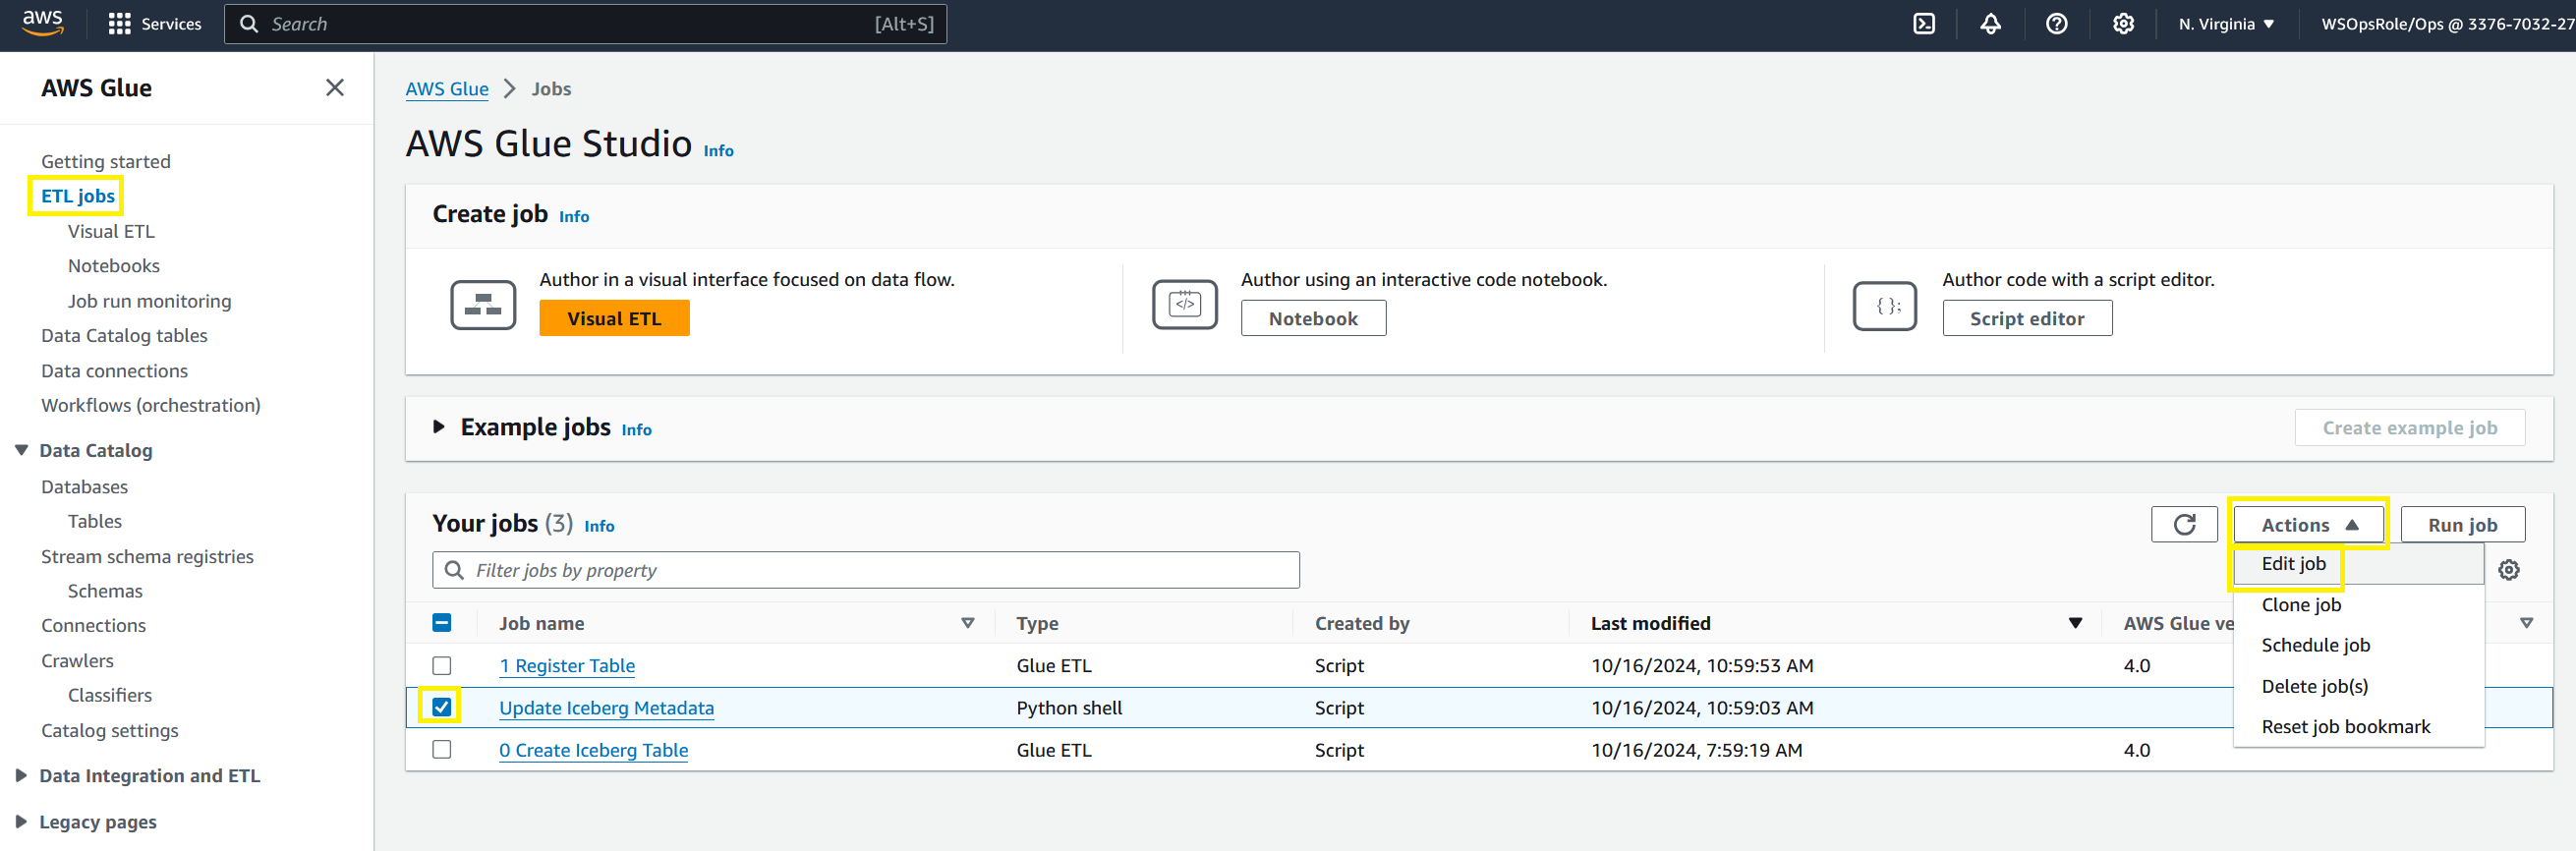 aws
Services
Search [Alt+S]
N. Virginia
WSOpsRole/Ops @ 3376-7032-27
AWS Glue
Getting started
ETL jobs
Visual ETL
Notebooks
Job run monitoring
Data Catalog tables
Data connections
Workflows (orchestration)
Data Catalog
Databases
Tables
Stream schema registries
Schemas
Connections
Crawlers
Classifiers
Catalog settings
Data Integration and ETL
Legacy pages
AWS Glue > Jobs
AWS Glue Studio Info
Create job Info
Author in a visual interface focused on data flow.
Visual ETL
Author using an interactive code notebook.
Notebook
Author code with a script editor.
Script editor
Example jobs Info
Create example job
Your jobs (3) Info
Actions
Run job
Filter jobs by property
Edit job
Clone job
Schedule job
Delete job(s)
Reset job bookmark
Job name Type Created by Last modified AWS Glue ve
1 Register Table Glue ETL Script 10/16/2024, 10:59:53 AM 4.0
Update Iceberg Metadata Python shell Script 10/16/2024, 10:59:03 AM
0 Create Iceberg Table Glue ETL Script 10/16/2024, 7:59:19 AM 4.0